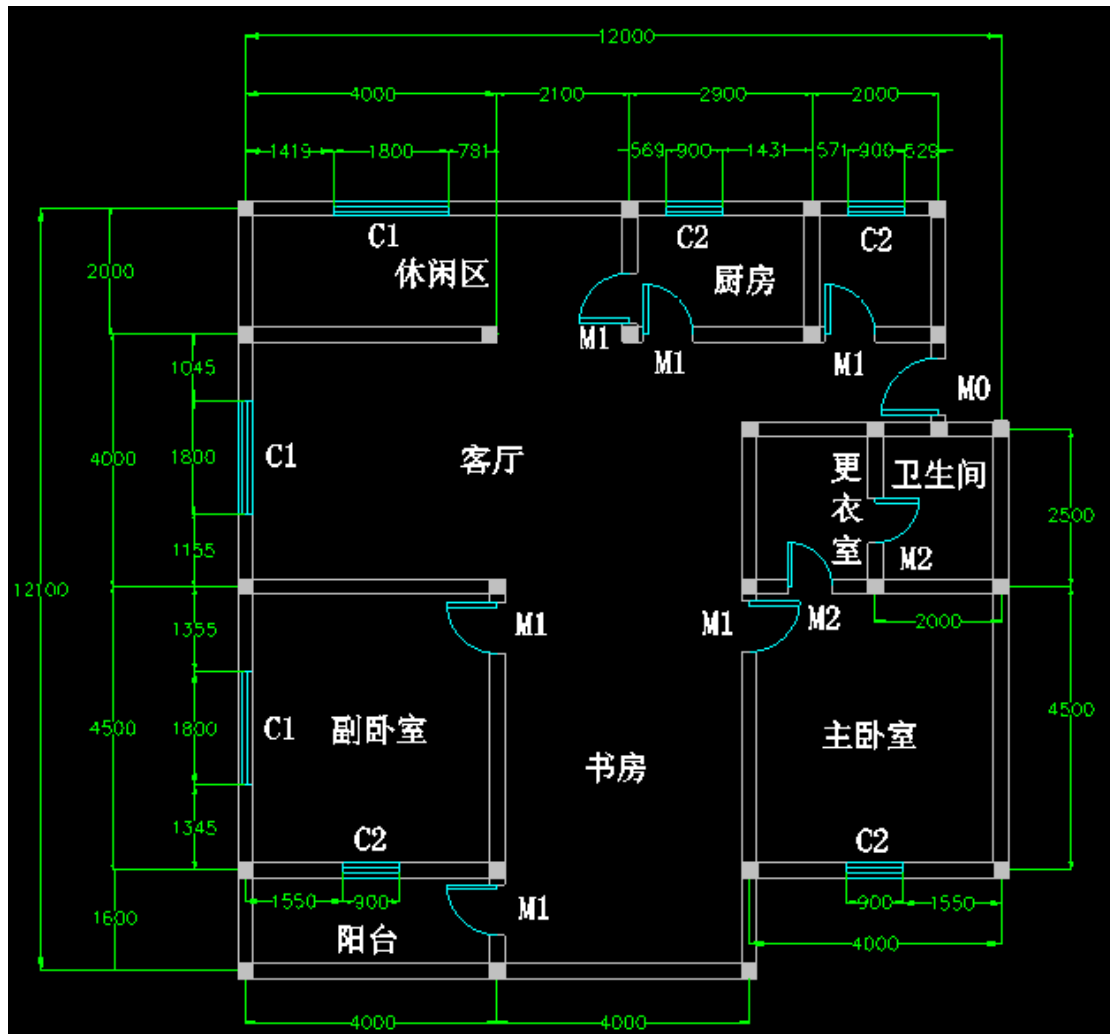 12000
4000 2100 2900 2000
1419 1800 781 569 900 1431 571 900 529
C1 C2 C2
休闲区 厨房
2000
M1 M1 M1
1045
M0
4000 1800 C1 客厅 更衣室 卫生间
2500
1155 M2
12100
1355 M1 M1 M2 2000
4500 1800 C1 副卧室 书房 主卧室 4500
1345 C2 C2
1550 900 900 1550
1600 M1
阳台 4000
4000 4000